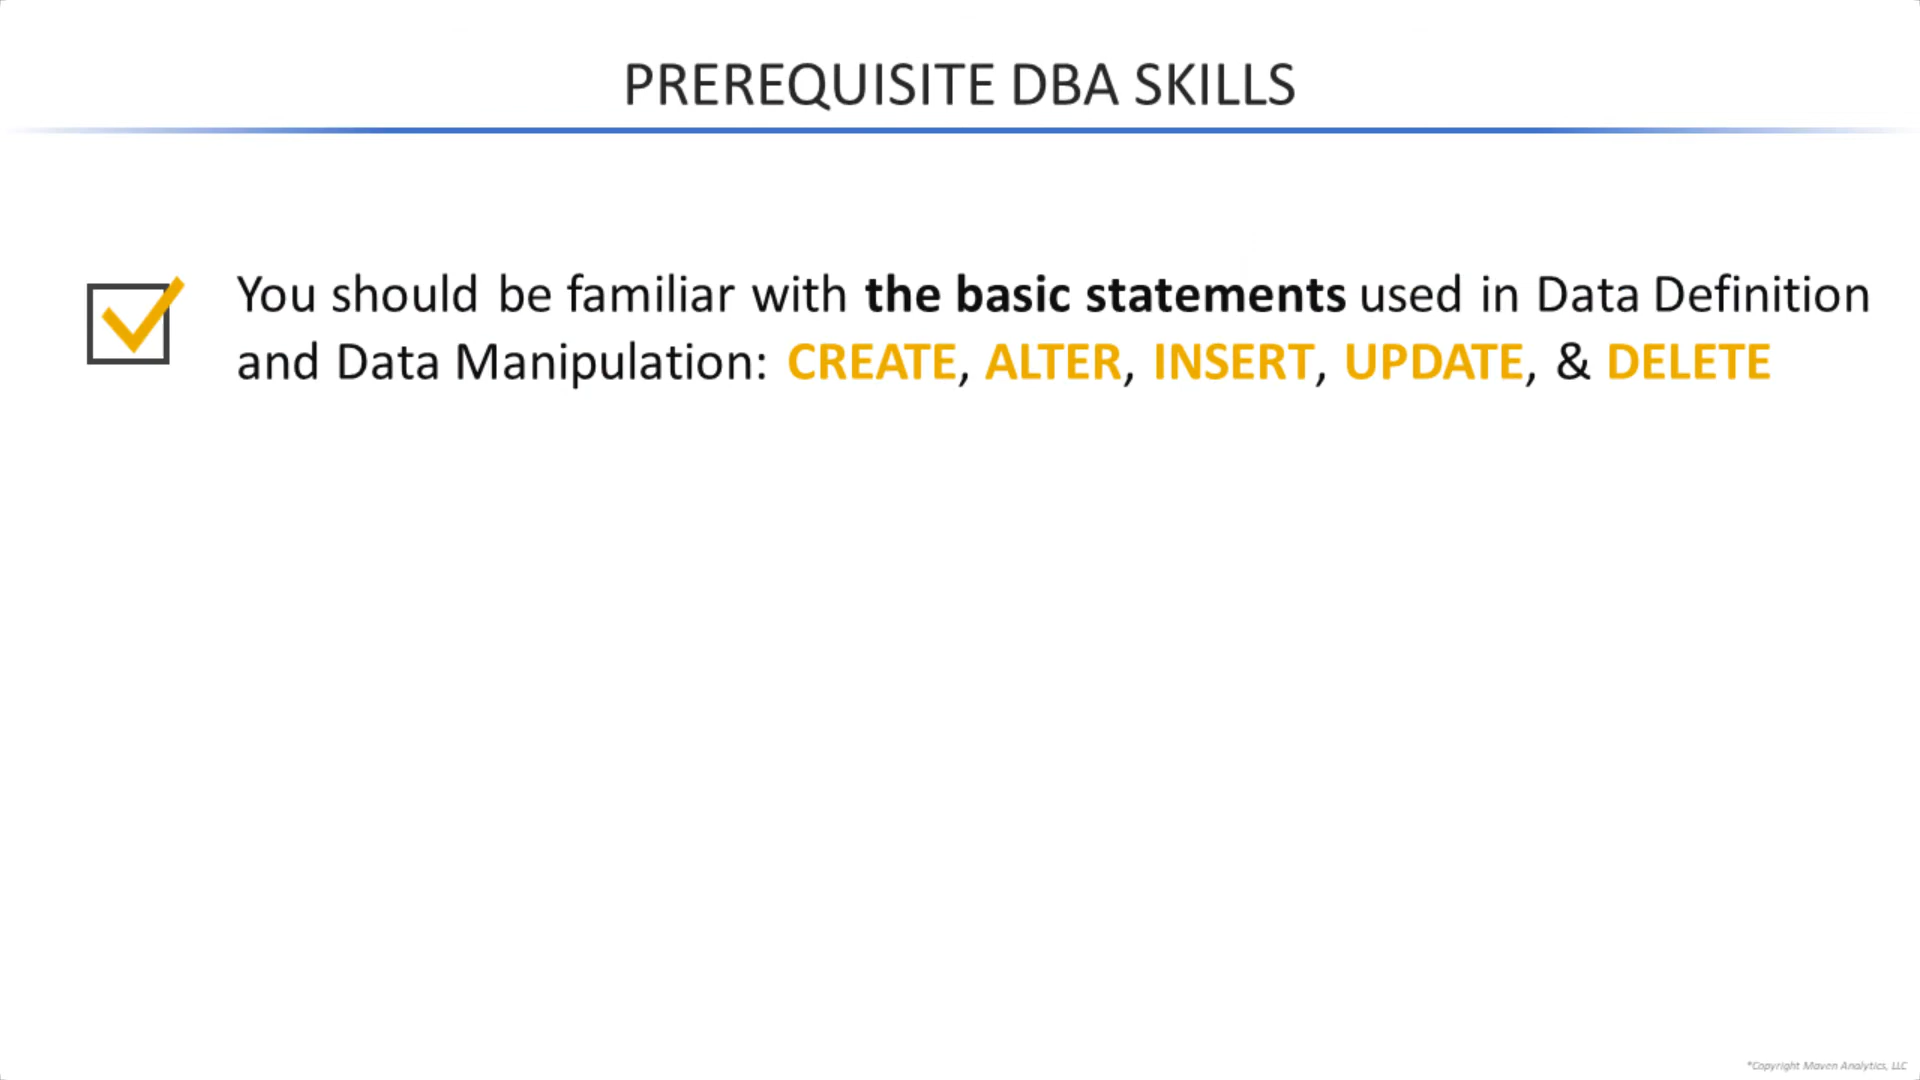 PREREQUISITE DBA SKILLS
You should be familiar with the basic statements used in Data Definition
and Data Manipulation: CREATE, ALTER, INSERT, UPDATE, & DELETE
*Copyright Maven Analytics, LLC